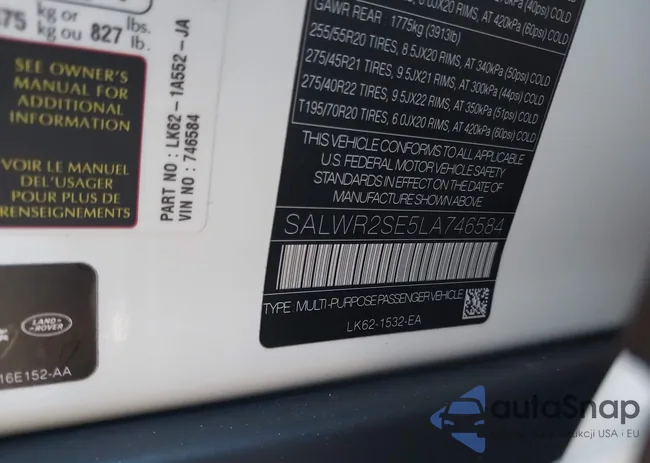 375 kg or lbs.
kg ou 827 lb.
SEE OWNER'S
MANUAL FOR
ADDITIONAL
INFORMATION
VOIR LE MANUEL
DEL'USAGER
POUR PLUS DE
RENSEIGNEMENTS
PART NO : LK62-1A552-JA
VIN NO : 746584
LAND-
ROVER
16E152-AA
GAWR REAR : 1775kg (3913lb)
255/55R20 TIRES, 8.5JX20 RIMS, AT 340kPa (50psi) COLD
275/45R21 TIRES, 9.5JX21 RIMS, AT 300kPa (44psi) COLD
275/40R22 TIRES, 9.5JX22 RIMS, AT 350kPa (51psi) COLD
T195/70R20 TIRES, 6.0JX20 RIMS, AT 420kPa (60psi) COLD
THIS VEHICLE CONFORMS TO ALL APPLICABLE
U.S. FEDERAL MOTOR VEHICLE SAFETY
STANDARDS IN EFFECT ON THE DATE OF
MANUFACTURE SHOWN ABOVE.
SALWR2SE5LA746584
TYPE : MULTI-PURPOSE PASSENGER VEHICLE
LK62-1532-EA
autoSnap
USA i EU